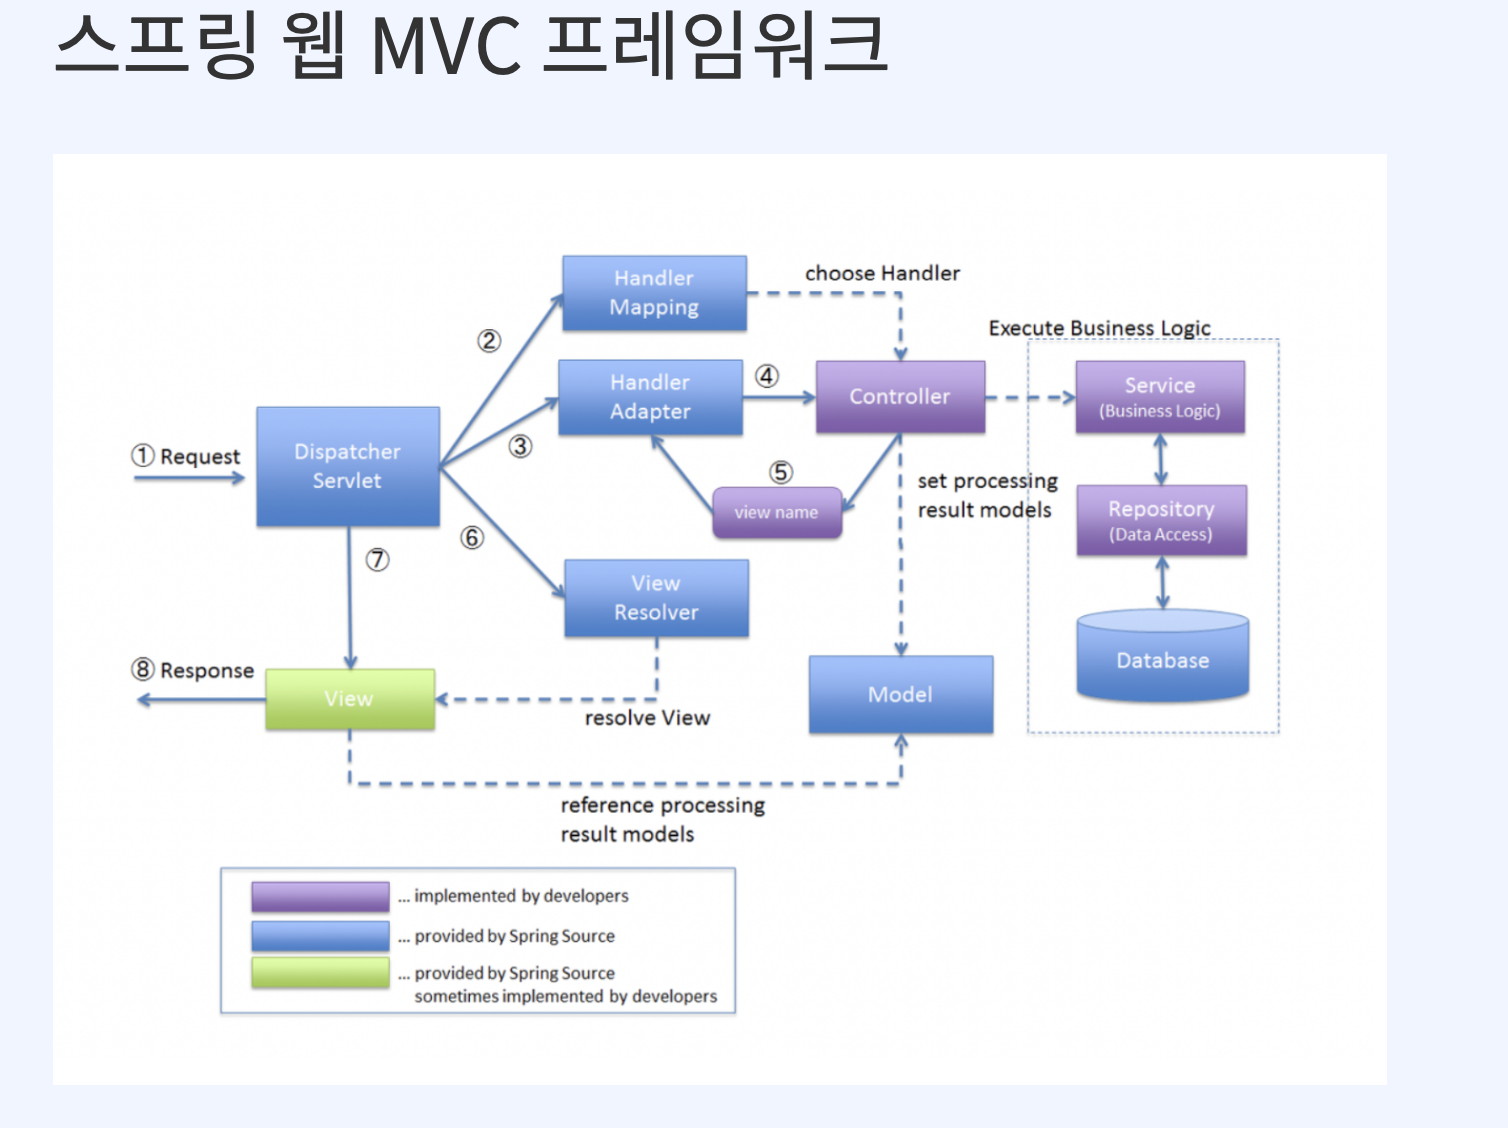 스프링 웹 MVC 프레임워크
Handler
Mapping
choose Handler
②
Execute Business Logic
Handler
Adapter
④
Controller
Service
(Business Logic)
① Request
Dispatcher
Servlet
③
⑤
view name
set processing
result models
Repository
(Data Access)
⑥
⑦
View
Resolver
Database
⑧ Response
View
resolve View
Model
reference processing
result models
... implemented by developers
... provided by Spring Source
... provided by Spring Source
sometimes implemented by developers